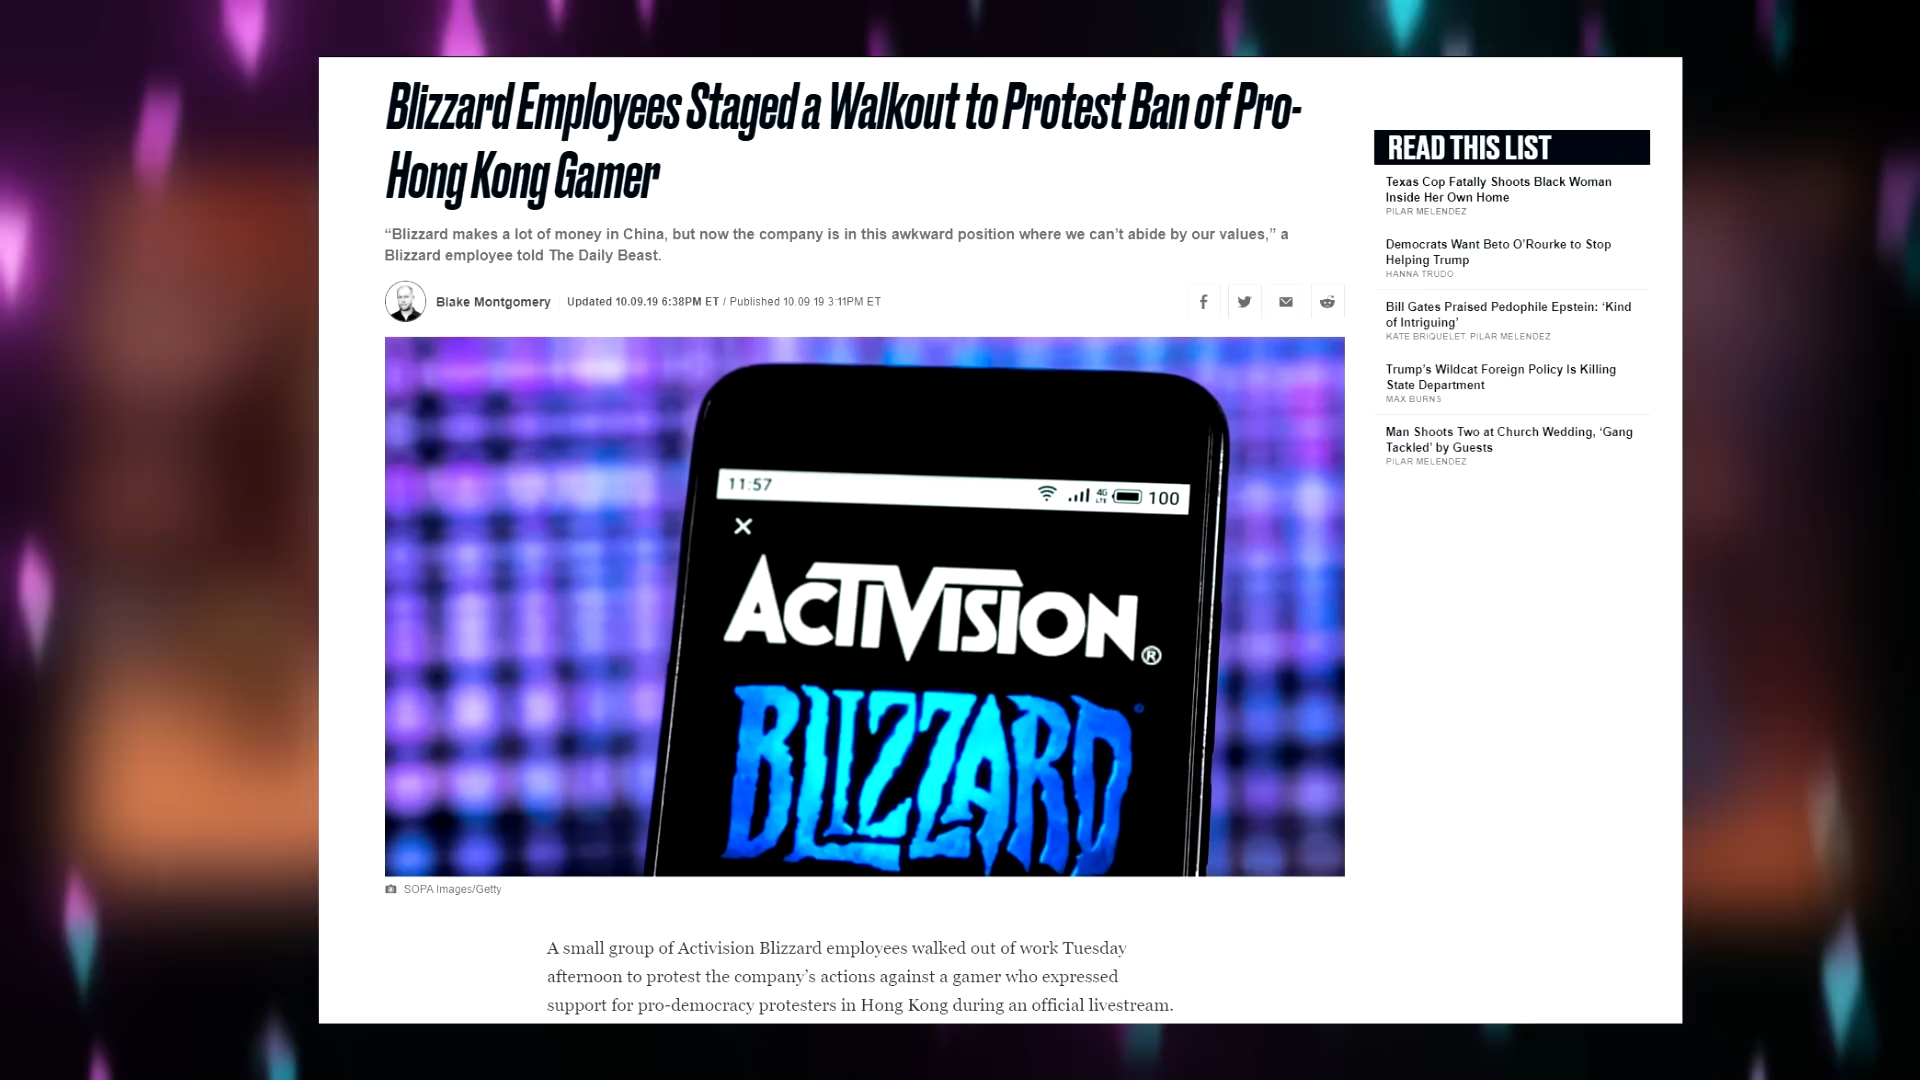 Blizzard Employees Staged a Walkout to Protest Ban of Pro-
Hong Kong Gamer
“Blizzard makes a lot of money in China, but now the company is in this awkward position where we can’t abide by our values,” a
Blizzard employee told The Daily Beast.
Blake Montgomery
Updated 10.09.19 6:38PM ET / Published 10.09.19 3:11PM ET
11:57
4G LTE 100
ACTIVISION®
BLIZZARD
SOPA Images/Getty
A small group of Activision Blizzard employees walked out of work Tuesday
afternoon to protest the company’s actions against a gamer who expressed
support for pro-democracy protesters in Hong Kong during an official livestream.
READ THIS LIST
Texas Cop Fatally Shoots Black Woman
Inside Her Own Home
PILAR MELENDEZ
Democrats Want Beto O’Rourke to Stop
Helping Trump
HANNA TRUDO
Bill Gates Praised Pedophile Epstein: ‘Kind
of Intriguing’
KATE BRIQUELET, PILAR MELENDEZ
Trump’s Wildcat Foreign Policy Is Killing
State Department
MAX BURNS
Man Shoots Two at Church Wedding, ‘Gang
Tackled’ by Guests
PILAR MELENDEZ